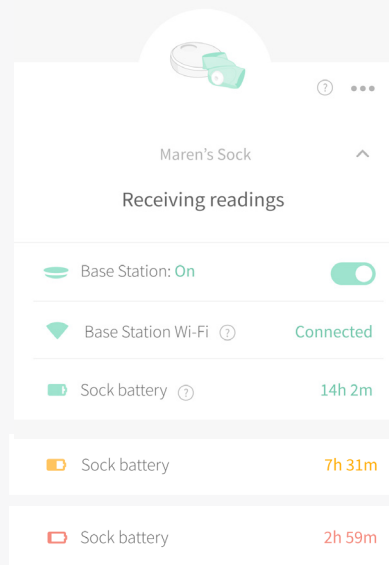 ?
Maren's Sock
Receiving readings
Base Station: On
Base Station Wi-Fi ? Connected
Sock battery ? 14h 2m
Sock battery 7h 31m
Sock battery 2h 59m